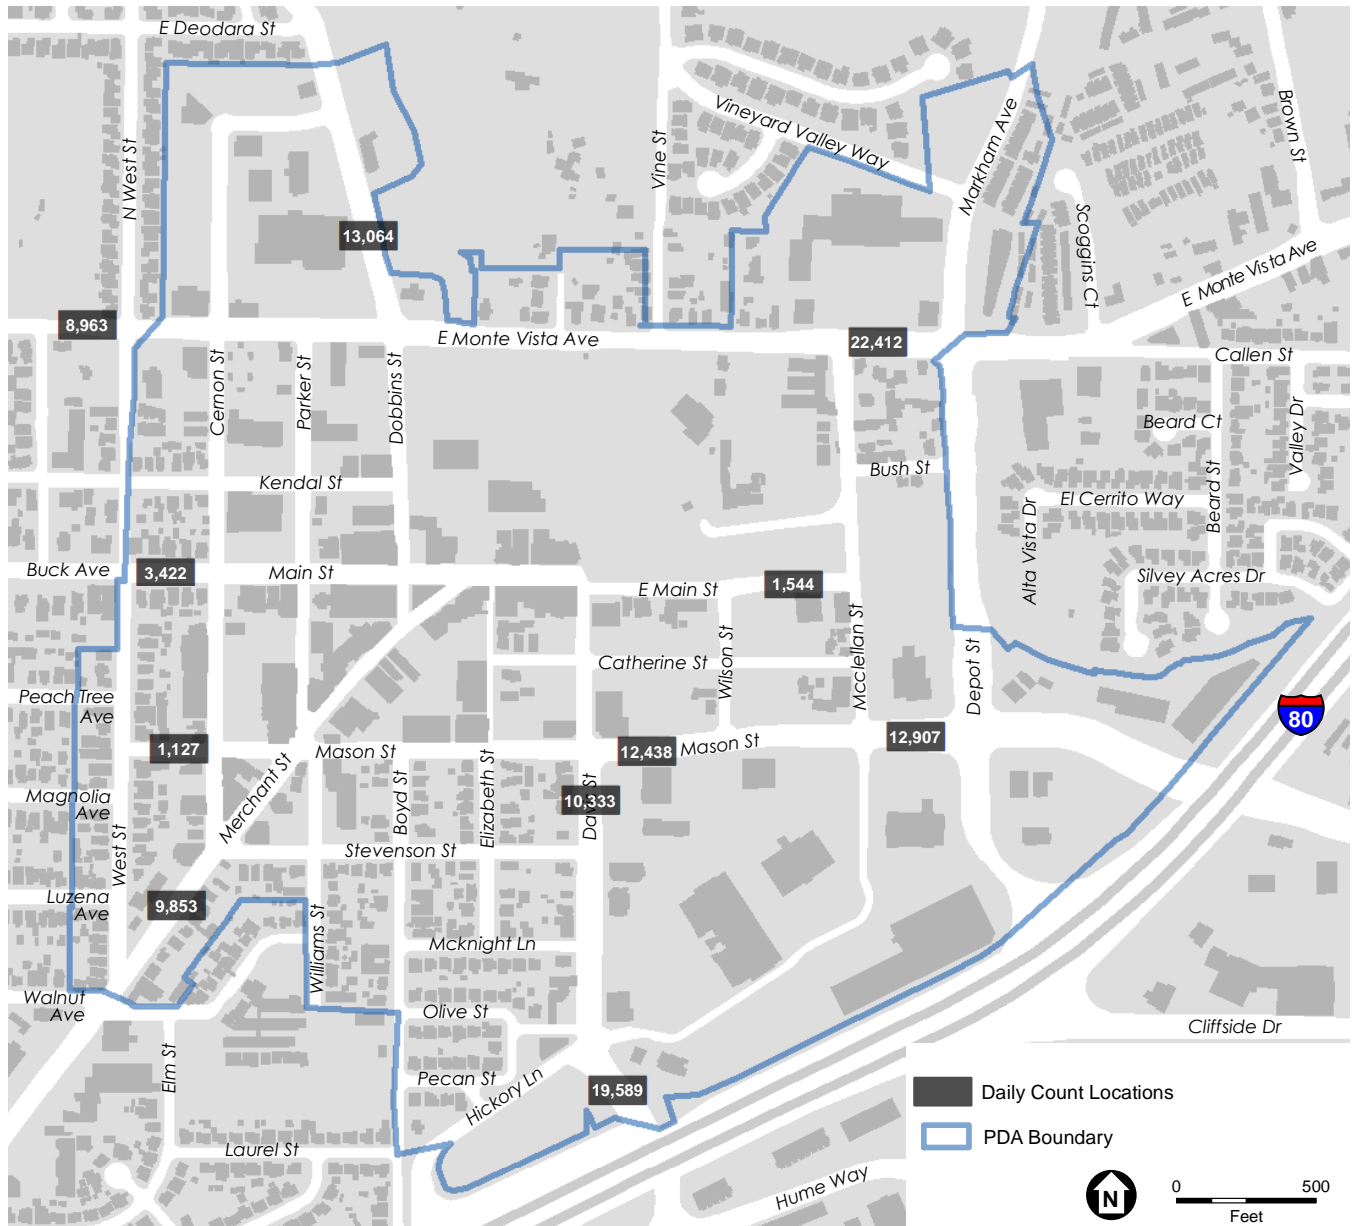 E Deodara St
N West St
Vine St
Vineyard Valley Way
Markham Ave
Brown St
Scoggins Ct
E Monte Vista Ave
13,064
8,963
E Monte Vista Ave
22,412
Callen St
Cernon St
Parker St
Dobbins St
Beard Ct
Valley Dr
Bush St
Kendal St
El Cerrito Way
Beard St
Alta Vista Dr
Buck Ave
3,422
Main St
E Main St
1,544
Silvey Acres Dr
Catherine St
Wilson St
Mcclellan St
Depot St
Peach Tree
Ave
80
1,127
Mason St
12,438
Mason St
12,907
Magnolia
Ave
West St
Merchant St
Boyd St
Elizabeth St
10,333
Stevenson St
Luzena
Ave
9,853
Williams St
Mcknight Ln
Walnut
Ave
Olive St
Cliffside Dr
Elm St
Pecan St
Hickory Ln
19,589
Laurel St
Hume Way
Daily Count Locations
PDA Boundary
N
0 500
Feet